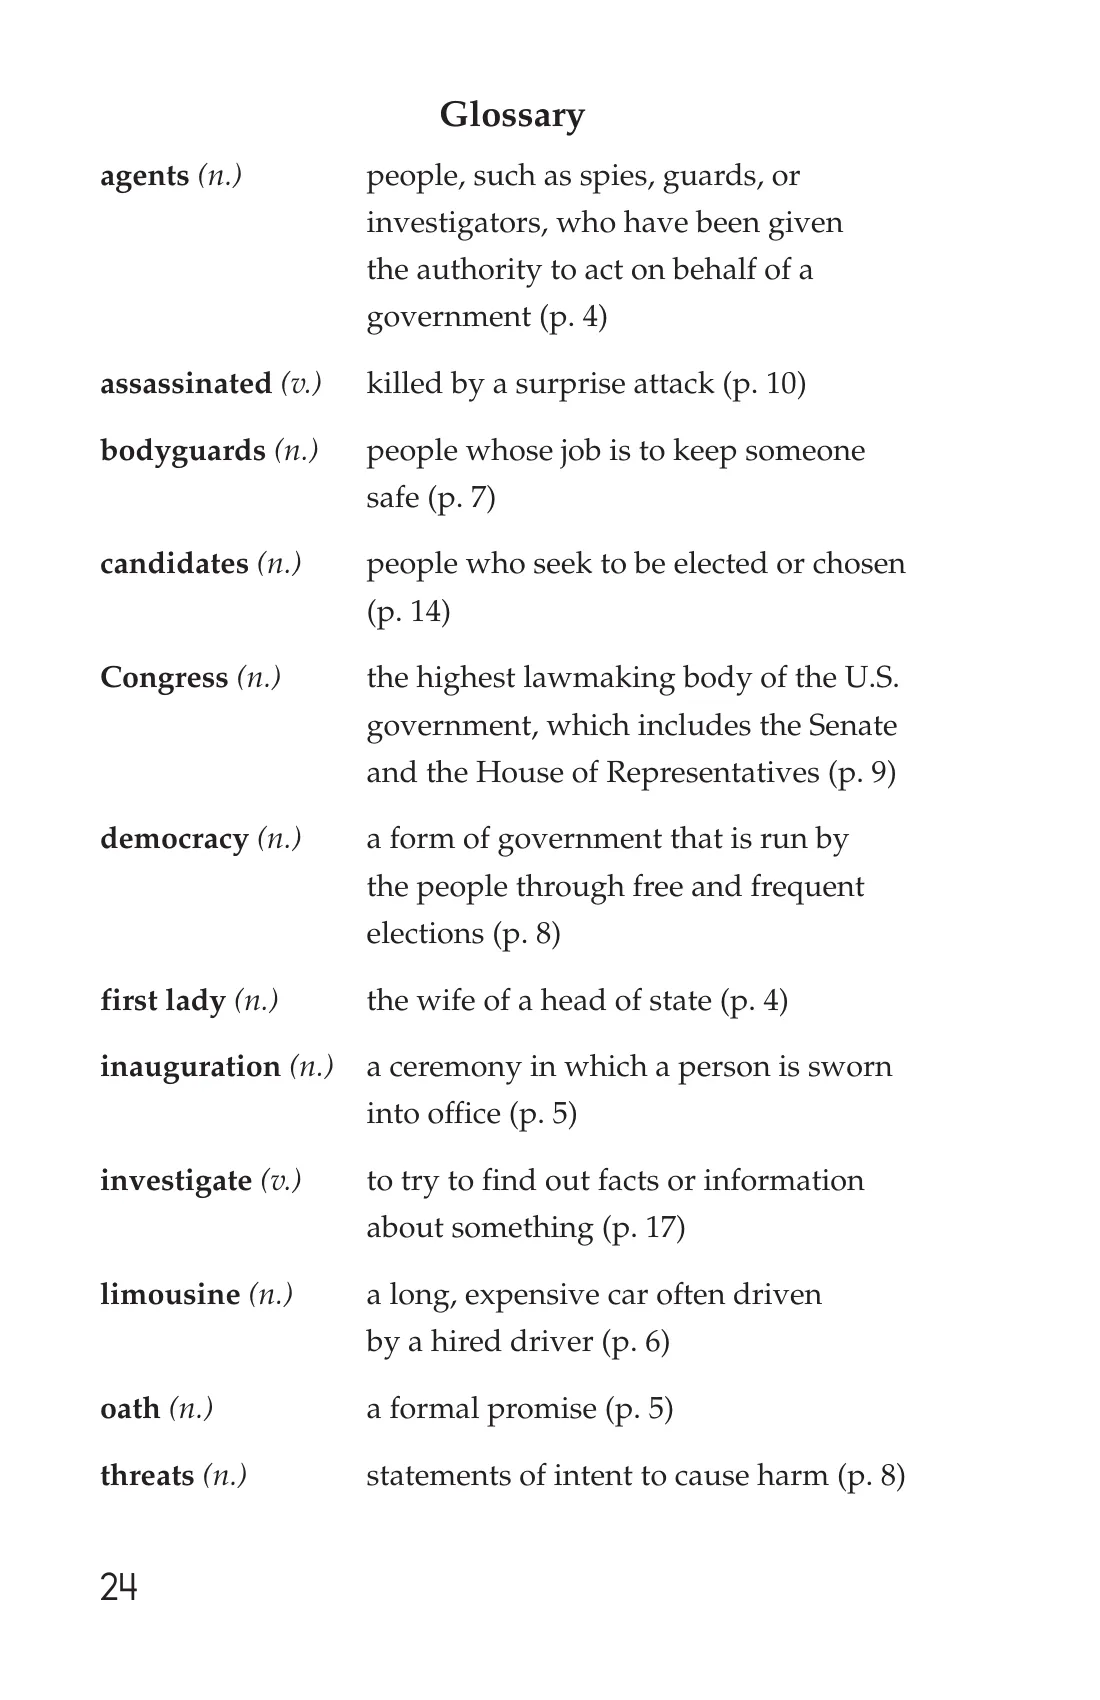 Glossary
agents (n.) people, such as spies, guards, or
investigators, who have been given
the authority to act on behalf of a
government (p. 4)
assassinated (v.) killed by a surprise attack (p. 10)
bodyguards (n.) people whose job is to keep someone
safe (p. 7)
candidates (n.) people who seek to be elected or chosen
(p. 14)
Congress (n.) the highest lawmaking body of the U.S.
government, which includes the Senate
and the House of Representatives (p. 9)
democracy (n.) a form of government that is run by
the people through free and frequent
elections (p. 8)
first lady (n.) the wife of a head of state (p. 4)
inauguration (n.) a ceremony in which a person is sworn
into office (p. 5)
investigate (v.) to try to find out facts or information
about something (p. 17)
limousine (n.) a long, expensive car often driven
by a hired driver (p. 6)
oath (n.) a formal promise (p. 5)
threats (n.) statements of intent to cause harm (p. 8)
24